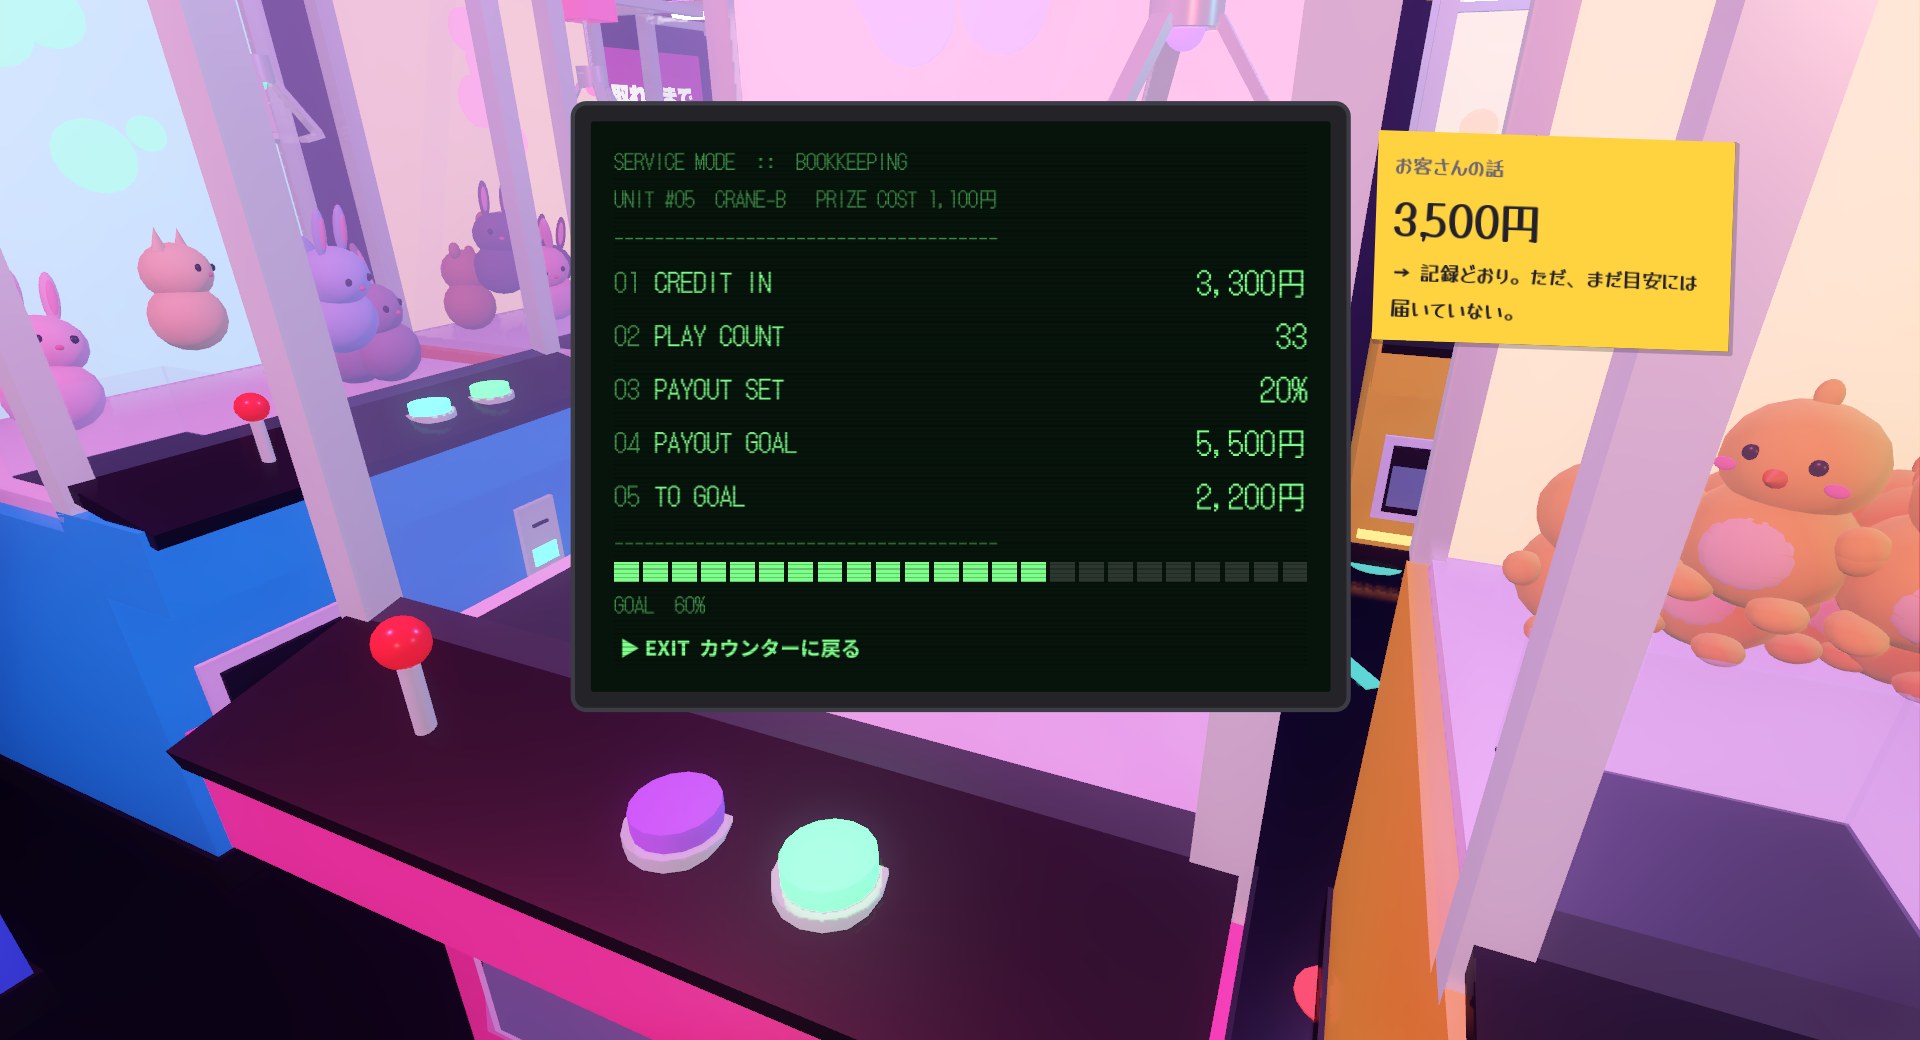 SERVICE MODE :: BOOKKEEPING
UNIT #05 CRANE-B PRIZE COST 1,100円
01 CREDIT IN 3,300円
02 PLAY COUNT 33
03 PAYOUT SET 20%
04 PAYOUT GOAL 5,500円
05 TO GOAL 2,200円
GOAL 60%
▶EXIT カウンターに戻る
お客さんの話
3,500円
→ 記録どおり。ただ、まだ目安には
届いていない。